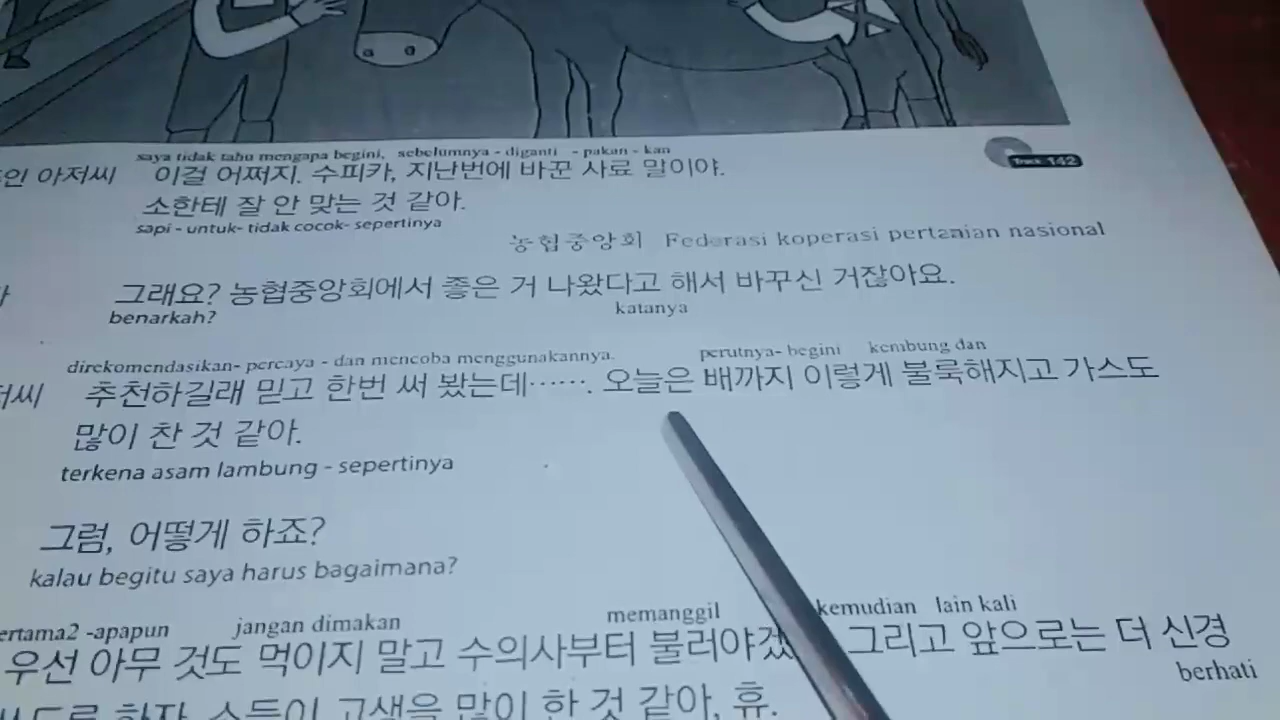 saya tidak tahu mengapa begini, sebelumnya - diganti - pakan - kan
인 아저씨 이걸 어쩌지. 수피카, 지난번에 바꾼 사료 말이야.
Track 142
소한테 잘 안 맞는 것 같아.
sapi - untuk- tidak cocok- sepertinya
농협중앙회 Federasi koperasi pertanian nasional
그래요? 농협중앙회에서 좋은 거 나왔다고 해서 바꾸신 거잖아요.
benarkah? katanya
direkomendasikan- percaya - dan mencoba menggunakannya. perutnya- begini kembung dan
저씨 추천하길래 믿고 한번 써 봤는데……. 오늘은 배까지 이렇게 불룩해지고 가스도
많이 찬 것 같아.
terkena asam lambung - sepertinya
그럼, 어떻게 하죠?
kalau begitu saya harus bagaimana?
ertama2 -apapun jangan dimakan memanggil kemudian lain kali
우선 아무 것도 먹이지 말고 수의사부터 불러야겠 그리고 앞으로는 더 신경
berhati
하자. 소들이 고생을 많이 한 것 같아, 휴.